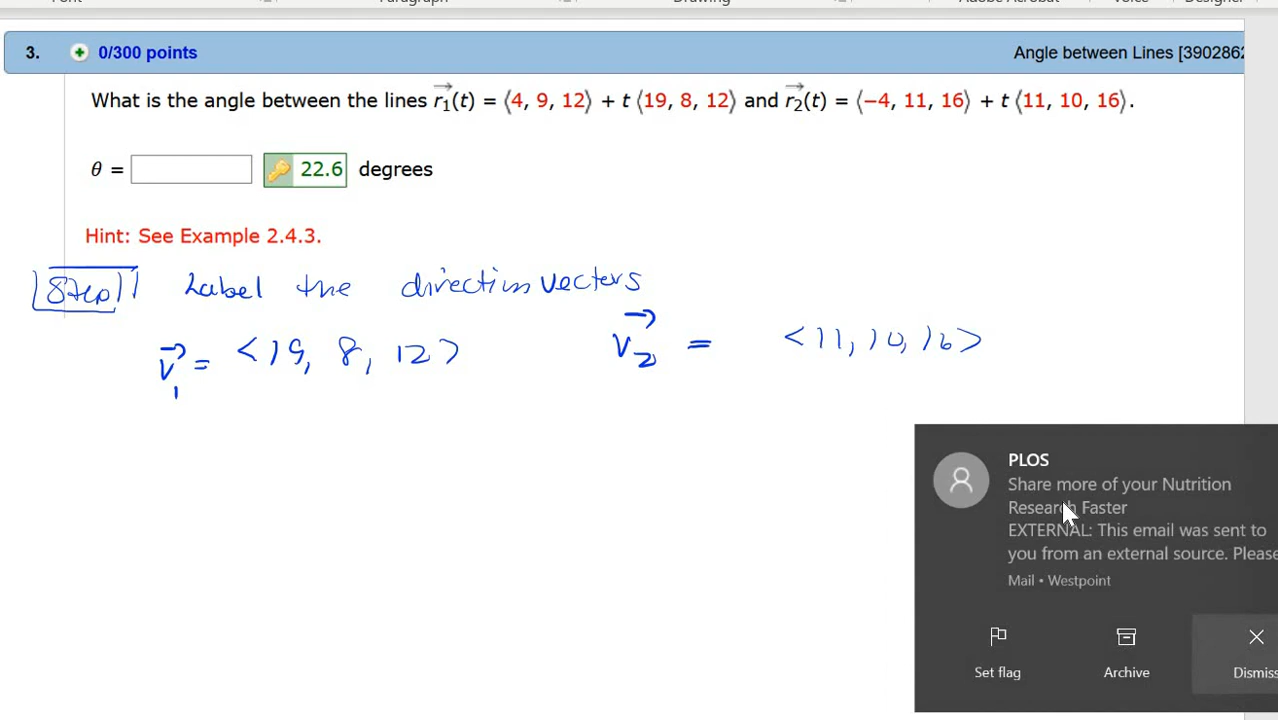 Font Paragraph Drawing Adobe Acrobat Voice Designer
3. 0/300 points Angle between Lines [3902862
What is the angle between the lines r₁(t) = ⟨4, 9, 12⟩ + t ⟨19, 8, 12⟩ and r₂(t) = ⟨−4, 11, 16⟩ + t ⟨11, 10, 16⟩.
θ = 22.6 degrees
Hint: See Example 2.4.3.
Step 1 Label the direction vecters
v₁ = <19, 8, 12> v₂ = <11, 10, 16>
PLOS
Share more of your Nutrition
Research Faster
EXTERNAL: This email was sent to
you from an external source. Please
Mail • Westpoint
Set flag Archive Dismiss